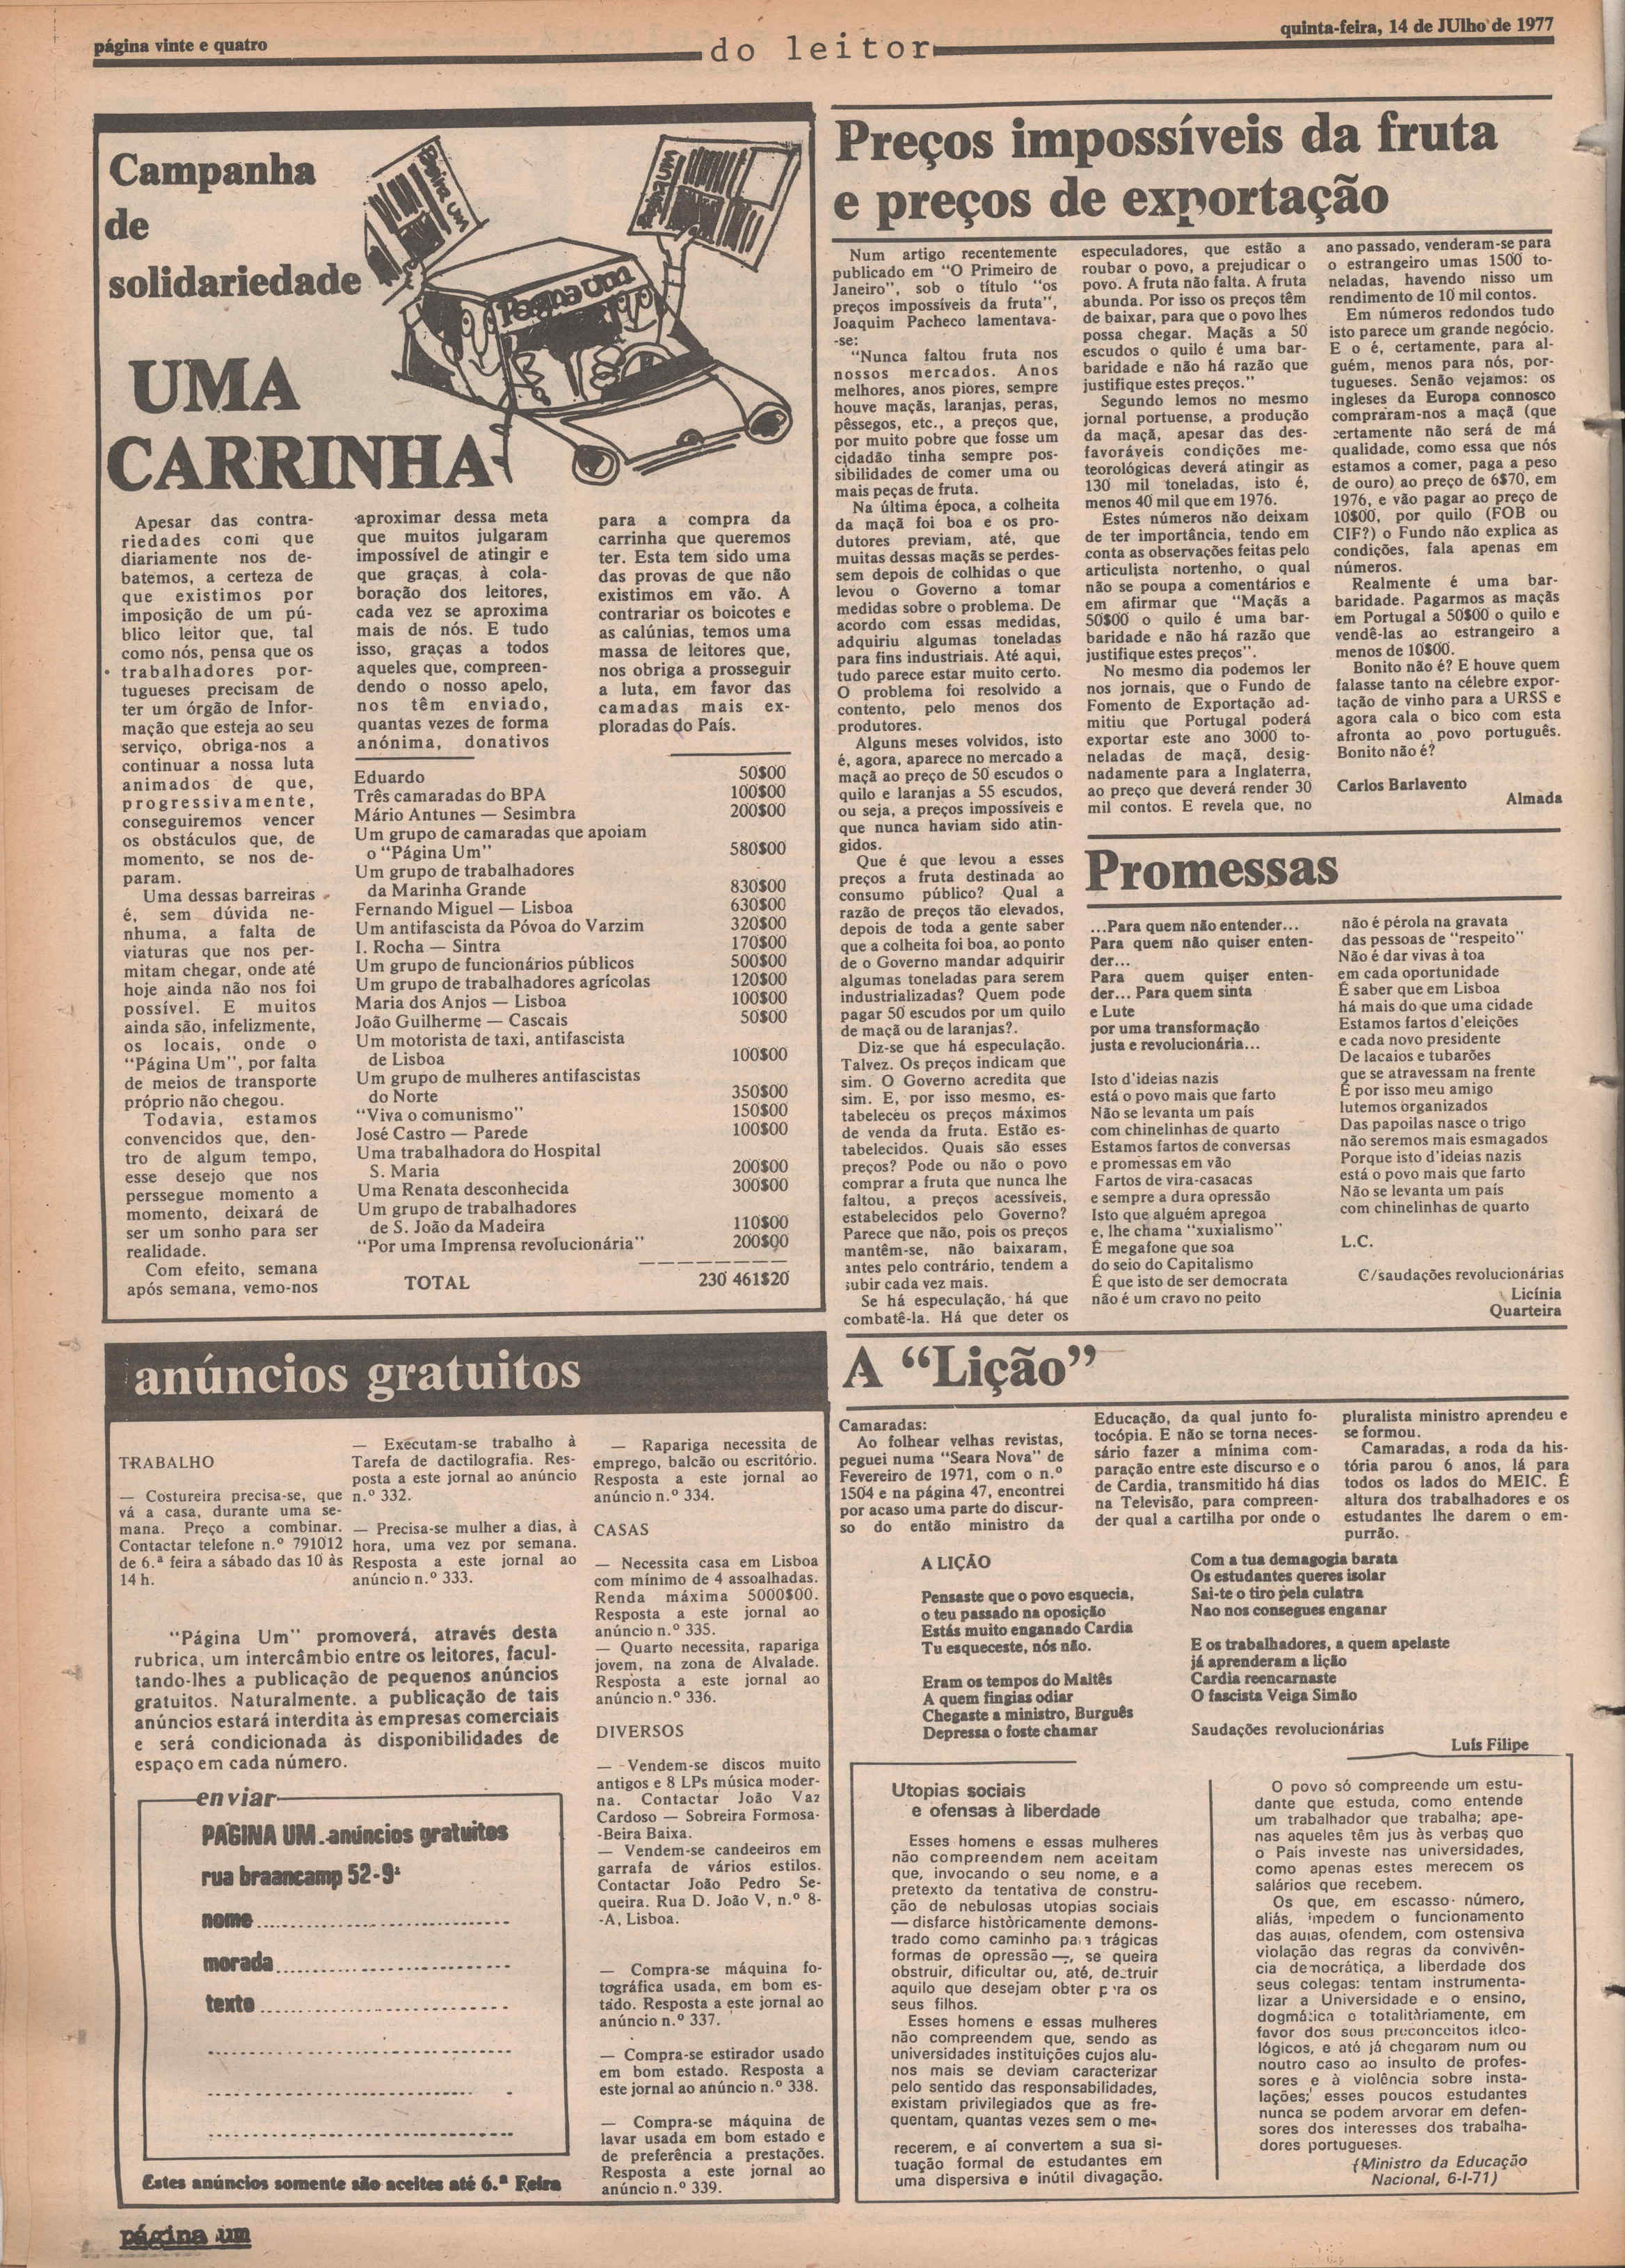 página vinte e quatro
do leitor
quinta-feira, 14 de JUlho de 1977
Campanha
de
solidariedade
UMA
CARRINHA
Apesar das contra-
riedades com que
diariamente nos de-
batemos, a certeza de
que existimos por
imposição de um pú-
blico leitor que, tal
como nós, pensa que os
trabalhadores por-
tugueses precisam de
ter um órgão de Infor-
mação que esteja ao seu
serviço, obriga-nos a
continuar a nossa luta
animados de que,
progressivamente,
conseguiremos vencer
os obstáculos que, de
momento, se nos de-
param.
Uma dessas barreiras
é, sem dúvida ne-
nhuma, a falta de
viaturas que nos per-
mitam chegar, onde até
hoje ainda não nos foi
possível. E muitos
ainda são, infelizmente,
os locais, onde o
"Página Um", por falta
de meios de transporte
próprio não chegou.
Todavia, estamos
convencidos que, den-
tro de algum tempo,
esse desejo que nos
perssegue momento a
momento, deixará de
ser um sonho para ser
realidade.
Com efeito, semana
após semana, vemo-nos
aproximar dessa meta
que muitos julgaram
impossível de atingir e
que graças, à cola-
boração dos leitores,
cada vez se aproxima
mais de nós. E tudo
isso, graças a todos
aqueles que, compreen-
dendo o nosso apelo,
nos têm enviado,
quantas vezes de forma
anónima, donativos
para a compra da
carrinha que queremos
ter. Esta tem sido uma
das provas de que não
existimos em vão. A
contrariar os boicotes e
as calúnias, temos uma
massa de leitores que,
nos obriga a prosseguir
a luta, em favor das
camadas mais ex-
ploradas do País.
Eduardo 50$00
Três camaradas do BPA 100$00
Mário Antunes — Sesimbra 200$00
Um grupo de camaradas que apoiam
o "Página Um" 580$00
Um grupo de trabalhadores
da Marinha Grande 830$00
Fernando Miguel — Lisboa 630$00
Um antifascista da Póvoa do Varzim 320$00
I. Rocha — Sintra 170$00
Um grupo de funcionários públicos 500$00
Um grupo de trabalhadores agrícolas 120$00
Maria dos Anjos — Lisboa 100$00
João Guilherme — Cascais 50$00
Um motorista de taxi, antifascista
de Lisboa 100$00
Um grupo de mulheres antifascistas
do Norte 350$00
"Viva o comunismo" 150$00
José Castro — Parede 100$00
Uma trabalhadora do Hospital
S. Maria 200$00
Uma Renata desconhecida 300$00
Um grupo de trabalhadores
de S. João da Madeira 110$00
"Por uma Imprensa revolucionária" 200$00
TOTAL 230 461$20
Preços impossíveis da fruta
e preços de exportação
Num artigo recentemente
publicado em "O Primeiro de
Janeiro", sob o título "os
preços impossíveis da fruta",
Joaquim Pacheco lamentava-
-se:
"Nunca faltou fruta nos
nossos mercados. Anos
melhores, anos piores, sempre
houve maçãs, laranjas, peras,
pêssegos, etc., a preços que,
por muito pobre que fosse um
cidadão tinha sempre pos-
sibilidades de comer uma ou
mais peças de fruta.
Na última época, a colheita
da maçã foi boa e os pro-
dutores previam, até, que
muitas dessas maçãs se perdes-
sem depois de colhidas o que
levou o Governo a tomar
medidas sobre o problema. De
acordo com essas medidas,
adquiriu algumas toneladas
para fins industriais. Até aqui,
tudo parece estar muito certo.
O problema foi resolvido a
contento, pelo menos dos
produtores.
Alguns meses volvidos, isto
é, agora, aparece no mercado a
maçã ao preço de 50 escudos o
quilo e laranjas a 55 escudos,
ou seja, a preços impossíveis e
que nunca haviam sido atin-
gidos.
Que é que levou a esses
preços a fruta destinada ao
consumo público? Qual a
razão de preços tão elevados,
depois de toda a gente saber
que a colheita foi boa, ao ponto
de o Governo mandar adquirir
algumas toneladas para serem
industrializadas? Quem pode
pagar 50 escudos por um quilo
de maçã ou de laranjas?.
Diz-se que há especulação.
Talvez. Os preços indicam que
sim. O Governo acredita que
sim. E, por isso mesmo, es-
tabeleceu os preços máximos
de venda da fruta. Estão es-
tabelecidos. Quais são esses
preços? Pode ou não o povo
comprar a fruta que nunca lhe
faltou, a preços acessíveis,
estabelecidos pelo Governo?
Parece que não, pois os preços
mantêm-se, não baixaram,
antes pelo contrário, tendem a
subir cada vez mais.
Se há especulação, há que
combatê-la. Há que deter os
especuladores, que estão a
roubar o povo, a prejudicar o
povo. A fruta não falta. A fruta
abunda. Por isso os preços têm
de baixar, para que o povo lhes
possa chegar. Maçãs a 50
escudos o quilo é uma bar-
baridade e não há razão que
justifique estes preços."
Segundo lemos no mesmo
jornal portuense, a produção
da maçã, apesar das des-
favoráveis condições me-
teorológicas deverá atingir as
130 mil toneladas, isto é,
menos 40 mil que em 1976.
Estes números não deixam
de ter importância, tendo em
conta as observações feitas pelo
articulista nortenho, o qual
não se poupa a comentários e
em afirmar que "Maçãs a
50$00 o quilo é uma bar-
baridade e não há razão que
justifique estes preços".
No mesmo dia podemos ler
nos jornais, que o Fundo de
Fomento de Exportação ad-
mitiu que Portugal poderá
exportar este ano 3000 to-
neladas de maçã, desig-
nadamente para a Inglaterra,
ao preço que deverá render 30
mil contos. E revela que, no
ano passado, venderam-se para
o estrangeiro umas 1500 to-
neladas, havendo nisso um
rendimento de 10 mil contos.
Em números redondos tudo
isto parece um grande negócio.
E o é, certamente, para al-
guém, menos para nós, por-
tugueses. Senão vejamos: os
ingleses da Europa connosco
compraram-nos a maçã (que
certamente não será de má
qualidade, como essa que nós
estamos a comer, paga a peso
de ouro) ao preço de 6$70, em
1976, e vão pagar ao preço de
10$00, por quilo (FOB ou
CIF?) o Fundo não explica as
condições, fala apenas em
números.
Realmente é uma bar-
baridade. Pagarmos as maçãs
em Portugal a 50$00 o quilo e
vendê-las ao estrangeiro a
menos de 10$00.
Bonito não é? E houve quem
falasse tanto na célebre expor-
tação de vinho para a URSS e
agora cala o bico com esta
afronta ao povo português.
Bonito não é?
Carlos Barlavento
Almada
Promessas
...Para quem não entender...
Para quem não quiser enten-
der...
Para quem quiser enten-
der... Para quem sinta
e Lute
por uma transformação
justa e revolucionária...
Isto d'ideias nazis
está o povo mais que farto
Não se levanta um país
com chinelinhas de quarto
Estamos fartos de conversas
e promessas em vão
Fartos de vira-casacas
e sempre a dura opressão
Isto que alguém apregoa
e, lhe chama "xuxialismo"
É megafone que soa
do seio do Capitalismo
É que isto de ser democrata
não é um cravo no peito
não é pérola na gravata
das pessoas de "respeito"
Não é dar vivas à toa
em cada oportunidade
É saber que em Lisboa
há mais do que uma cidade
Estamos fartos d'eleições
e cada novo presidente
De lacaios e tubarões
que se atravessam na frente
É por isso meu amigo
lutemos organizados
Das papoilas nasce o trigo
não seremos mais esmagados
Porque isto d'ideias nazis
está o povo mais que farto
Não se levanta um país
com chinelinhas de quarto
L.C.
C/saudações revolucionárias
Licínia
Quarteira
anúncios gratuitos
TRABALHO
— Costureira precisa-se, que
vá a casa, durante uma se-
mana. Preço a combinar.
Contactar telefone n.º 791012
de 6.ª feira a sábado das 10 às
14 h.
— Executam-se trabalho à
Tarefa de dactilografia. Res-
posta a este jornal ao anúncio
n.º 332.
— Precisa-se mulher a dias, à
hora, uma vez por semana.
Resposta a este jornal ao
anúncio n.º 333.
"Página Um" promoverá, através desta
rubrica, um intercâmbio entre os leitores, facul-
tando-lhes a publicação de pequenos anúncios
gratuitos. Naturalmente. a publicação de tais
anúncios estará interdita às empresas comerciais
e será condicionada às disponibilidades de
espaço em cada número.
enviar
PÁGINA UM.-anúncios gratuitos
rua braancamp 52-9º
nome
morada
texto
Estes anúncios somente são aceites até 6.ª Feira
— Rapariga necessita de
emprego, balcão ou escritório.
Resposta a este jornal ao
anúncio n.º 334.
CASAS
— Necessita casa em Lisboa
com mínimo de 4 assoalhadas.
Renda máxima 5000$00.
Resposta a este jornal ao
anúncio n.º 335.
— Quarto necessita, rapariga
jovem, na zona de Alvalade.
Resposta a este jornal ao
anúncio n.º 336.
DIVERSOS
— Vendem-se discos muito
antigos e 8 LPs música moder-
na. Contactar João Vaz
Cardoso — Sobreira Formosa-
-Beira Baixa.
— Vendem-se candeeiros em
garrafa de vários estilos.
Contactar João Pedro Se-
queira. Rua D. João V, n.º 8-
-A, Lisboa.
— Compra-se máquina fo-
tográfica usada, em bom es-
tado. Resposta a este jornal ao
anúncio n.º 337.
— Compra-se estirador usado
em bom estado. Resposta a
este jornal ao anúncio n.º 338.
— Compra-se máquina de
lavar usada em bom estado e
de preferência a prestações.
Resposta a este jornal ao
anúncio n.º 339.
A "Lição"
Camaradas:
Ao folhear velhas revistas,
peguei numa "Seara Nova" de
Fevereiro de 1971, com o n.º
1504 e na página 47, encontrei
por acaso uma parte do discur-
so do então ministro da
Educação, da qual junto fo-
tocópia. E não se torna neces-
sário fazer a mínima com-
paração entre este discurso e o
de Cardia, transmitido há dias
na Televisão, para compreen-
der qual a cartilha por onde o
pluralista ministro aprendeu e
se formou.
Camaradas, a roda da his-
tória parou 6 anos, lá para
todos os lados do MEIC. É
altura dos trabalhadores e os
estudantes lhe darem o em-
purrão.
A LIÇÃO
Pensaste que o povo esquecia,
o teu passado na oposição
Estás muito enganado Cardia
Tu esqueceste, nós não.
Eram os tempos do Maltês
A quem fingias odiar
Chegaste a ministro, Burguês
Depressa o foste chamar
Com a tua demagogia barata
Os estudantes queres isolar
Sai-te o tiro pela culatra
Nao nos consegues enganar
E os trabalhadores, a quem apelaste
já aprenderam a lição
Cardia reencarnaste
O fascista Veiga Simão
Saudações revolucionárias
Luís Filipe
Utopias sociais
e ofensas à liberdade
Esses homens e essas mulheres
não compreendem nem aceitam
que, invocando o seu nome, e a
pretexto da tentativa de constru-
ção de nebulosas utopias sociais
— disfarce històricamente demons-
trado como caminho para trágicas
formas de opressão —, se queira
obstruir, dificultar ou, até, destruir
aquilo que desejam obter para os
seus filhos.
Esses homens e essas mulheres
não compreendem que, sendo as
universidades instituições cujos alu-
nos mais se deviam caracterizar
pelo sentido das responsabilidades,
existam privilegiados que as fre-
quentam, quantas vezes sem o me-
recerem, e aí convertem a sua si-
tuação formal de estudantes em
uma dispersiva e inútil divagação.
O povo só compreende um estu-
dante que estuda, como entende
um trabalhador que trabalha; ape-
nas aqueles têm jus às verbas que
o País investe nas universidades,
como apenas estes merecem os
salários que recebem.
Os que, em escasso número,
aliás, impedem o funcionamento
das aulas, ofendem, com ostensiva
violação das regras da convivên-
cia democrática, a liberdade dos
seus colegas: tentam instrumenta-
lizar a Universidade e o ensino,
dogmática e totalitàriamente, em
favor dos seus preconceitos ideo-
lógicos, e até já chegaram num ou
noutro caso ao insulto de profes-
sores e à violência sobre insta-
lações; esses poucos estudantes
nunca se podem arvorar em defen-
sores dos interesses dos trabalha-
dores portugueses.
(Ministro da Educação
Nacional, 6-I-71)
página um